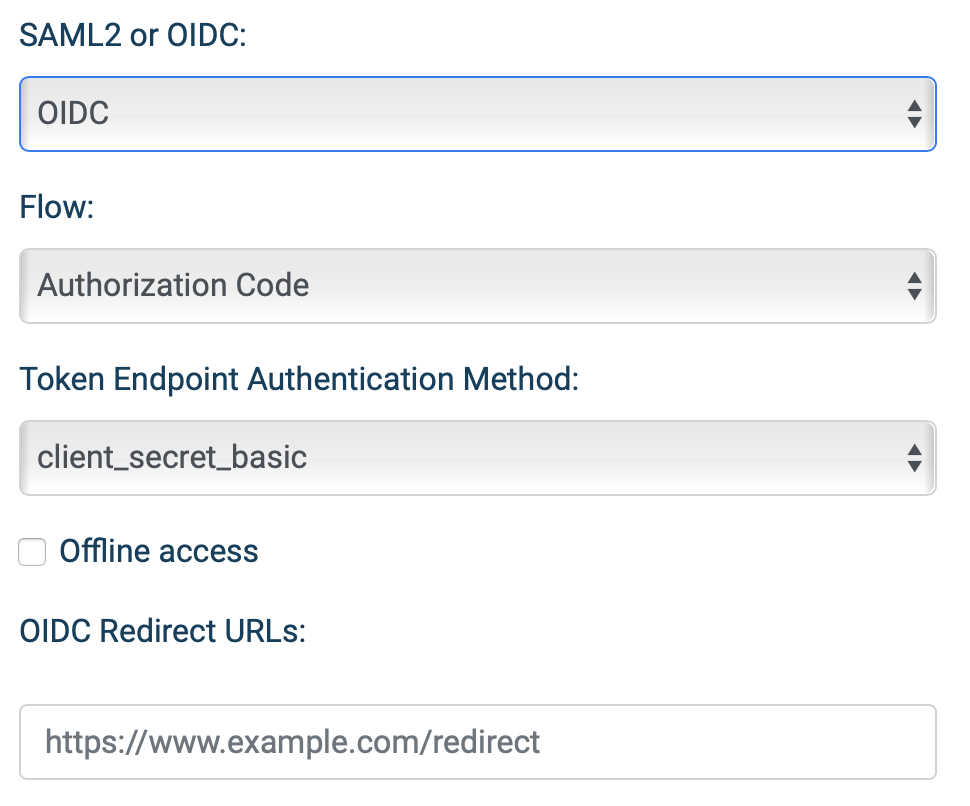 SAML2 or OIDC:
OIDC
Flow:
Authorization Code
Token Endpoint Authentication Method:
client_secret_basic
Offline access
OIDC Redirect URLs:
https://www.example.com/redirect